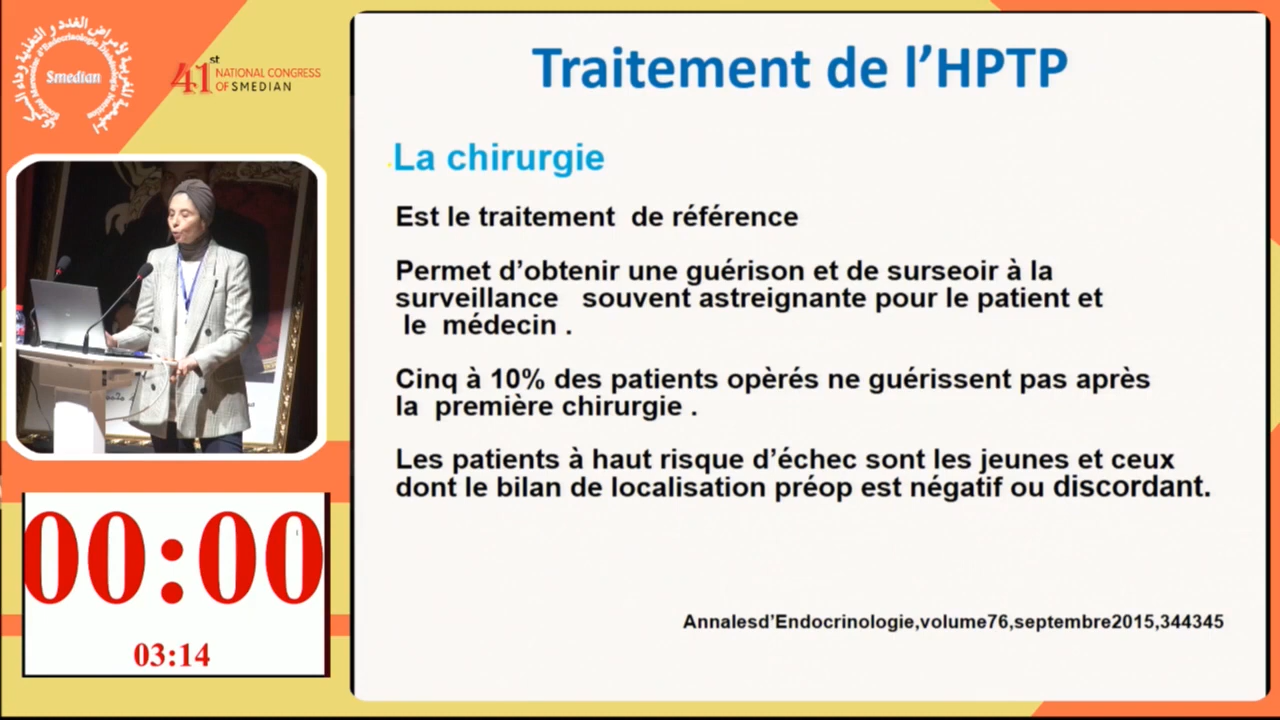 Smedian
41st
NATIONAL CONGRESS
OF SMEDIAN
Traitement de l’HPTP
La chirurgie
Est le traitement de référence
Permet d’obtenir une guérison et de surseoir à la
surveillance souvent astreignante pour le patient et
le médecin .
Cinq à 10% des patients opèrés ne guérissent pas après
la première chirurgie .
Les patients à haut risque d’échec sont les jeunes et ceux
dont le bilan de localisation préop est négatif ou discordant.
Annalesd’Endocrinologie,volume76,septembre2015,344345
00:00
03:14